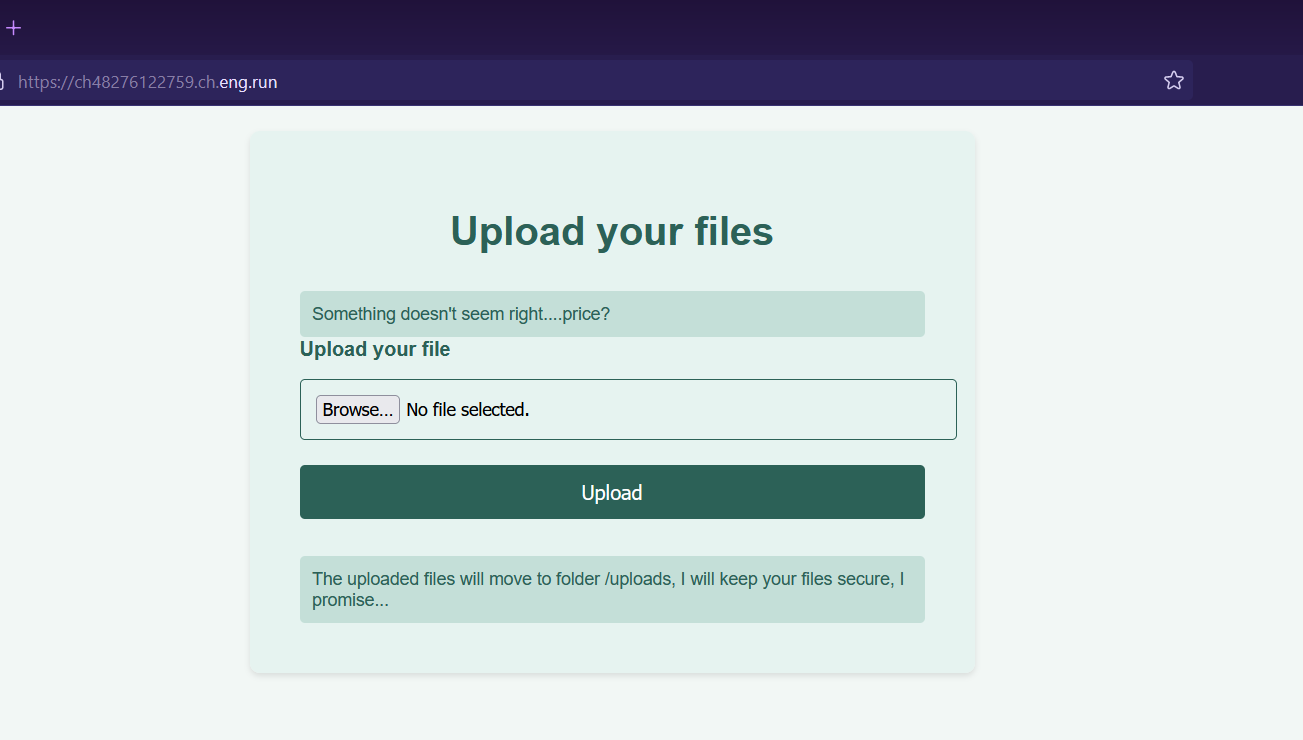 https://ch48276122759.ch.eng.run
Upload your files
Something doesn't seem right....price?
Upload your file
Browse... No file selected.
Upload
The uploaded files will move to folder /uploads, I will keep your files secure, I
promise...